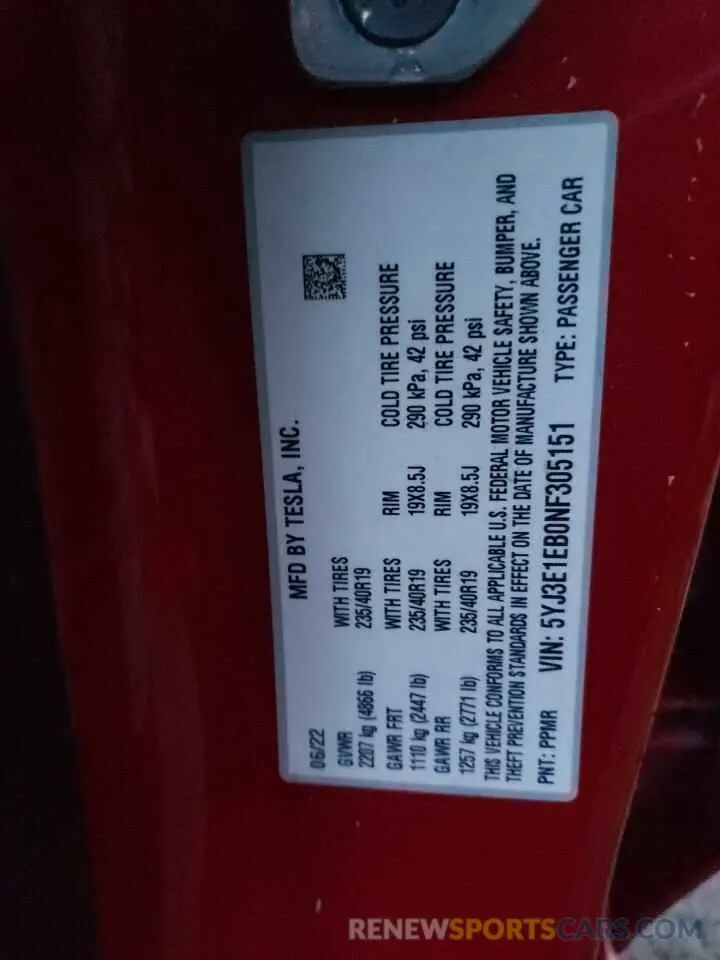 MFD BY TESLA, INC.
06/22
GVWR WITH TIRES
2207 kg (4866 lb) 235/40R19
GAWR FRT WITH TIRES RIM COLD TIRE PRESSURE
1110 kg (2447 lb) 235/40R19 19X8.5J 290 kPa, 42 psi
GAWR RR WITH TIRES RIM COLD TIRE PRESSURE
1257 kg (2771 lb) 235/40R19 19X8.5J 290 kPa, 42 psi
THIS VEHICLE CONFORMS TO ALL APPLICABLE U.S. FEDERAL MOTOR VEHICLE SAFETY, BUMPER, AND
THEFT PREVENTION STANDARDS IN EFFECT ON THE DATE OF MANUFACTURE SHOWN ABOVE.
PNT: PPMR VIN: 5YJ3E1EB0NF305151 TYPE: PASSENGER CAR
RENEWSPORTSCARS.COM